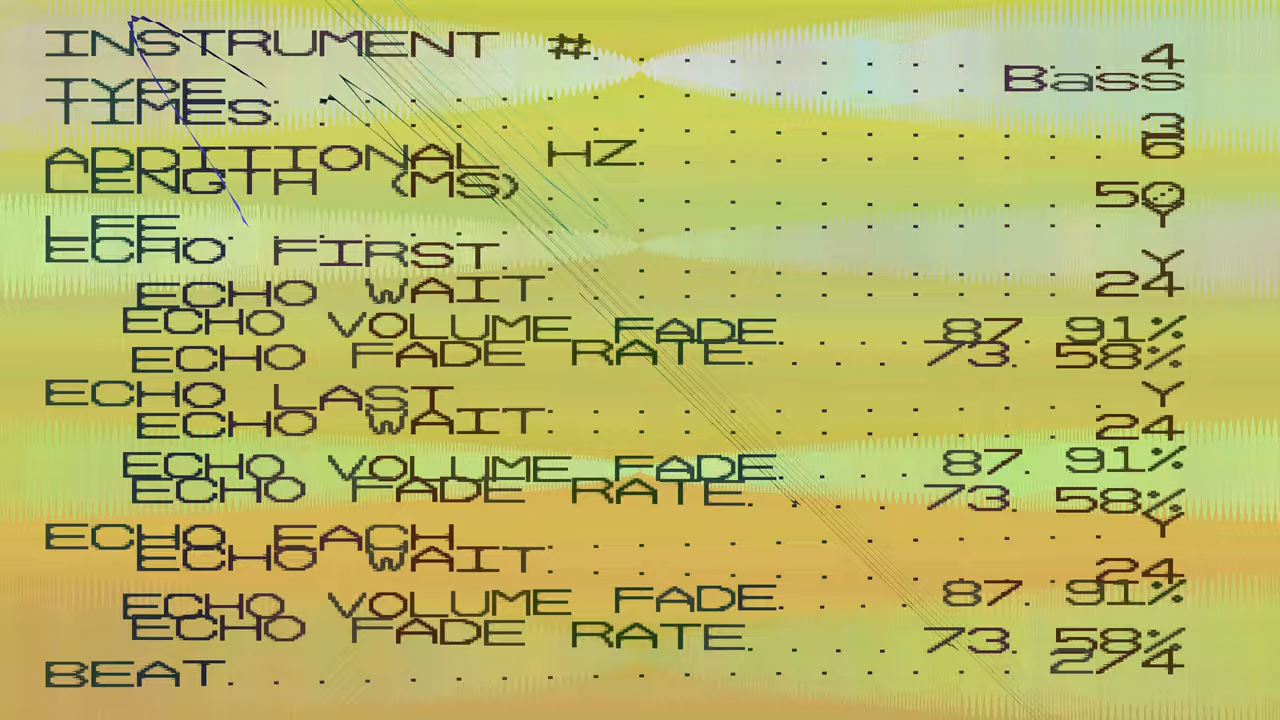 INSTRUMENT #. . . . . . . . . . . . . 4
TYPE Bass
TIMES: . . . . . . . . . . . . . . . . . . . 3
ADDITIONAL HZ. . . . . . . . . . . . 6
LENGTH (MS) . . . . . . . . . . . . . 50
LEE. . . . . . . . . . . . . . . . . . . . . Y
ECHO FIRST. . . . . . . . . . . . . . Y
ECHO WAIT. . . . . . . . . . . . . 24
ECHO VOLUME FADE. . . . 87. 91%
ECHO FADE RATE. . . . . 73. 58%
ECHO LAST Y
ECHO WAIT. . . . . . . . . . . . . 24
ECHO VOLUME FADE. . . . 87. 91%
ECHO FADE RATE. . . . . 73. 58%
ECHO EACH. . . . . . . . . . . . . . Y
ECHO WAIT. . . . . . . . . . . . . 24
ECHO VOLUME FADE. . . . 87. 91%
ECHO FADE RATE. . . . . 73. 58%
BEAT. . . . . . . . . . . . . . . . . . . 2/4